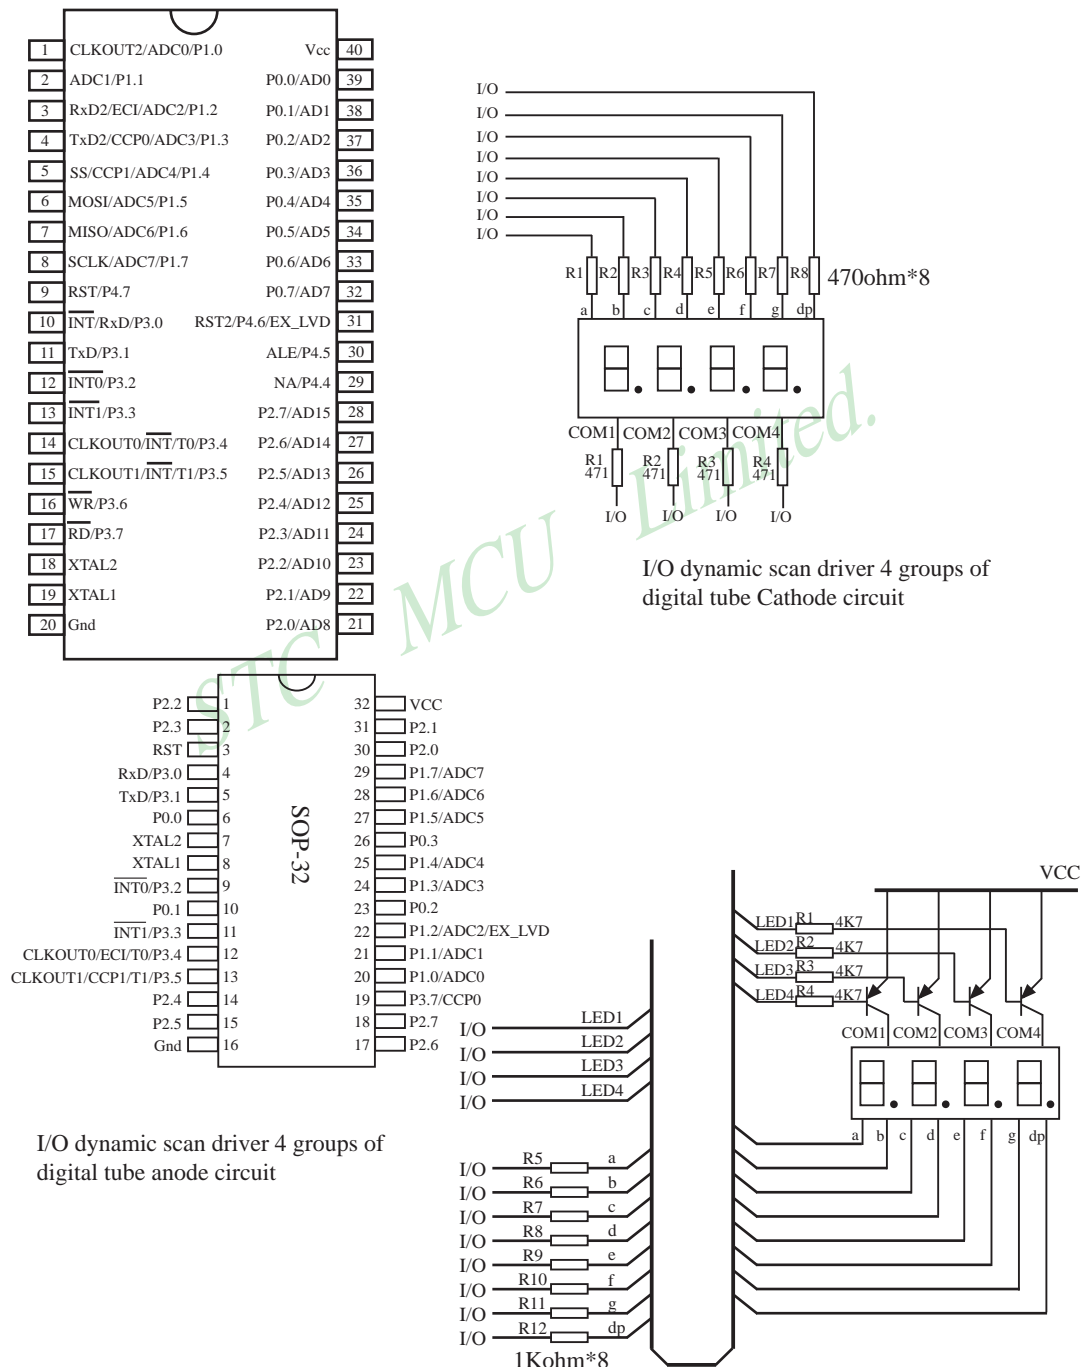 1 CLKOUT2/ADC0/P1.0 Vcc 40
2 ADC1/P1.1 P0.0/AD0 39
3 RxD2/ECI/ADC2/P1.2 P0.1/AD1 38
4 TxD2/CCP0/ADC3/P1.3 P0.2/AD2 37
5 SS/CCP1/ADC4/P1.4 P0.3/AD3 36
6 MOSI/ADC5/P1.5 P0.4/AD4 35
7 MISO/ADC6/P1.6 P0.5/AD5 34
8 SCLK/ADC7/P1.7 P0.6/AD6 33
9 RST/P4.7 P0.7/AD7 32
10 INT/RxD/P3.0 RST2/P4.6/EX_LVD 31
11 TxD/P3.1 ALE/P4.5 30
12 INT0/P3.2 NA/P4.4 29
13 INT1/P3.3 P2.7/AD15 28
14 CLKOUT0/INT/T0/P3.4 P2.6/AD14 27
15 CLKOUT1/INT/T1/P3.5 P2.5/AD13 26
16 WR/P3.6 P2.4/AD12 25
17 RD/P3.7 P2.3/AD11 24
18 XTAL2 P2.2/AD10 23
19 XTAL1 P2.1/AD9 22
20 Gnd P2.0/AD8 21
I/O
I/O
I/O
I/O
I/O
I/O
I/O
I/O
R1 R2 R3 R4 R5 R6 R7 R8 470ohm*8
a b c d e f g dp
COM1 COM2 COM3 COM4
R1 R2 R3 R4
471 471 471 471
I/O I/O I/O I/O
I/O dynamic scan driver 4 groups of
digital tube Cathode circuit
STC MCU Limited.
P2.2 1 32 VCC
P2.3 2 31 P2.1
RST 3 30 P2.0
RxD/P3.0 4 29 P1.7/ADC7
TxD/P3.1 5 28 P1.6/ADC6
P0.0 6 27 P1.5/ADC5
XTAL2 7 26 P0.3
XTAL1 8 25 P1.4/ADC4
INT0/P3.2 9 24 P1.3/ADC3
P0.1 10 23 P0.2
INT1/P3.3 11 22 P1.2/ADC2/EX_LVD
CLKOUT0/ECI/T0/P3.4 12 21 P1.1/ADC1
CLKOUT1/CCP1/T1/P3.5 13 20 P1.0/ADC0
P2.4 14 19 P3.7/CCP0
P2.5 15 18 P2.7
Gnd 16 17 P2.6
SOP-32
VCC
LED1 R1 4K7
LED2 R2 4K7
LED3 R3 4K7
LED4 R4 4K7
COM1 COM2 COM3 COM4
a b c d e f g dp
I/O LED1
I/O LED2
I/O LED3
I/O LED4
I/O dynamic scan driver 4 groups of
digital tube anode circuit
I/O R5 a
I/O R6 b
I/O R7 c
I/O R8 d
I/O R9 e
I/O R10 f
I/O R11 g
I/O R12 dp
1Kohm*8